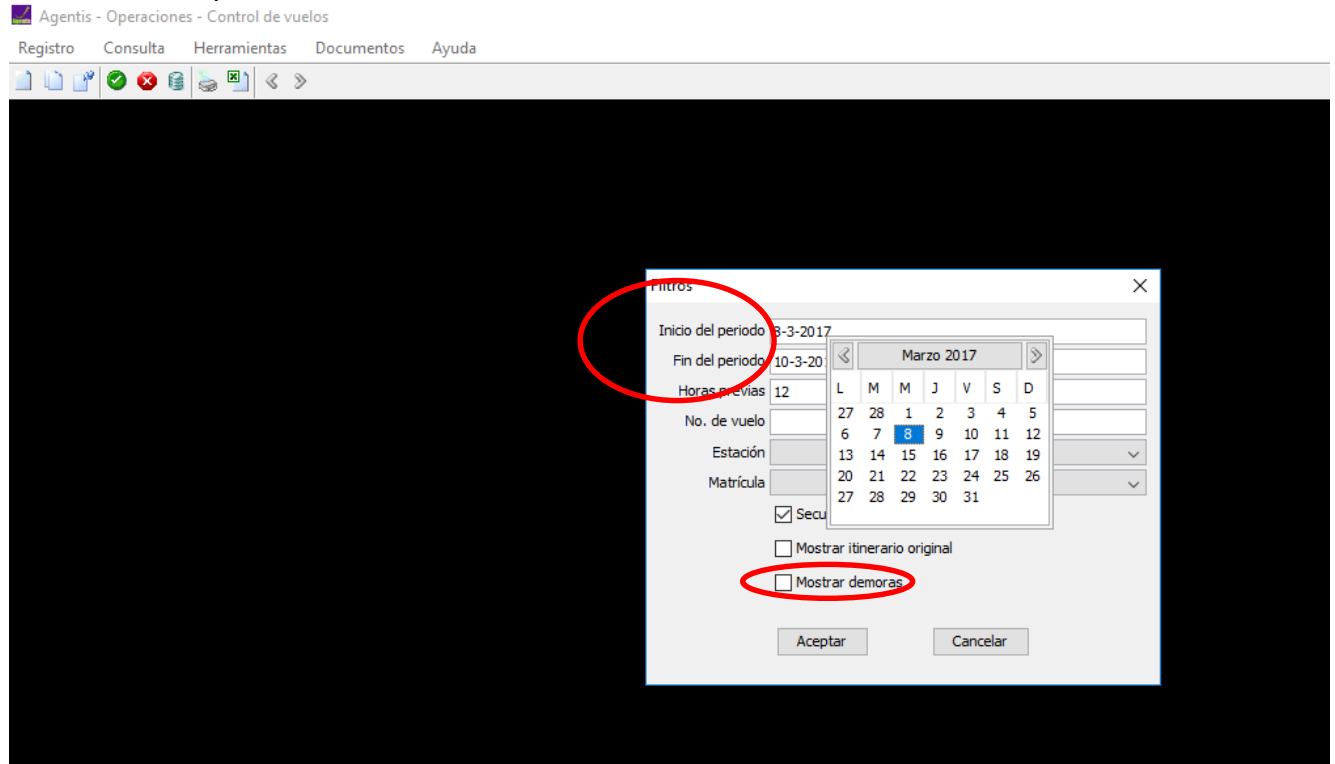 Agentis - Operaciones - Control de vuelos
Registro Consulta Herramientas Documentos Ayuda
Filtros
Inicio del periodo 8-3-2017
Fin del periodo 10-3-20
Horas previas 12
No. de vuelo
Estación
Matrícula
Marzo 2017
L M M J V S D
27 28 1 2 3 4 5
6 7 8 9 10 11 12
13 14 15 16 17 18 19
20 21 22 23 24 25 26
27 28 29 30 31
Secu
Mostrar itinerario original
Mostrar demoras
Aceptar Cancelar